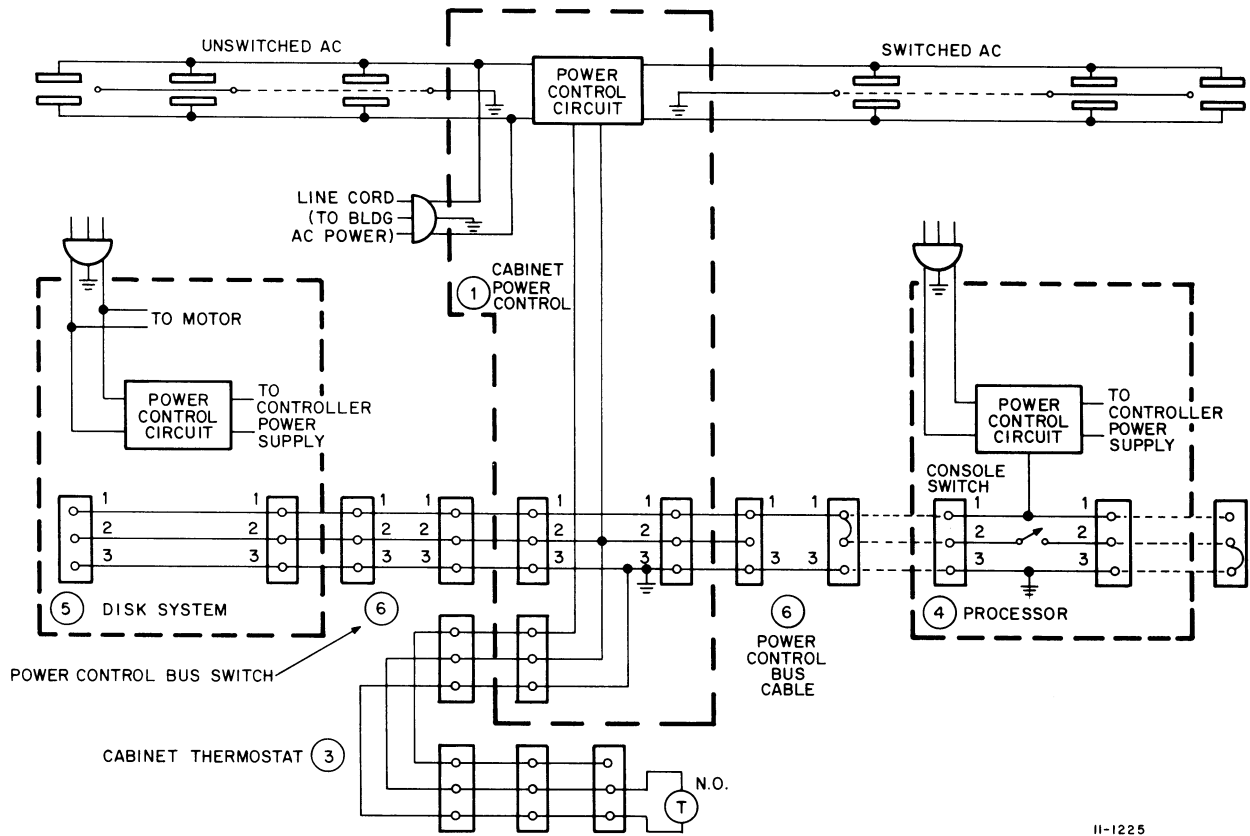 UNSWITCHED AC
SWITCHED AC
POWER
CONTROL
CIRCUIT
LINE CORD
(TO BLDG
AC POWER)
1
CABINET
POWER
CONTROL
TO MOTOR
POWER
CONTROL
CIRCUIT
TO
CONTROLLER
POWER
SUPPLY
POWER
CONTROL
CIRCUIT
TO
CONTROLLER
POWER
SUPPLY
CONSOLE
SWITCH
1 1 1 1 1 1 1 1 1 1
2 2 2 2 2 2 2 2
3 3 3 3 3 3 3 3 3 3
5 DISK SYSTEM
6
6
POWER
CONTROL
BUS
CABLE
4 PROCESSOR
POWER CONTROL BUS SWITCH
CABINET THERMOSTAT 3
N.O.
T
11-1225